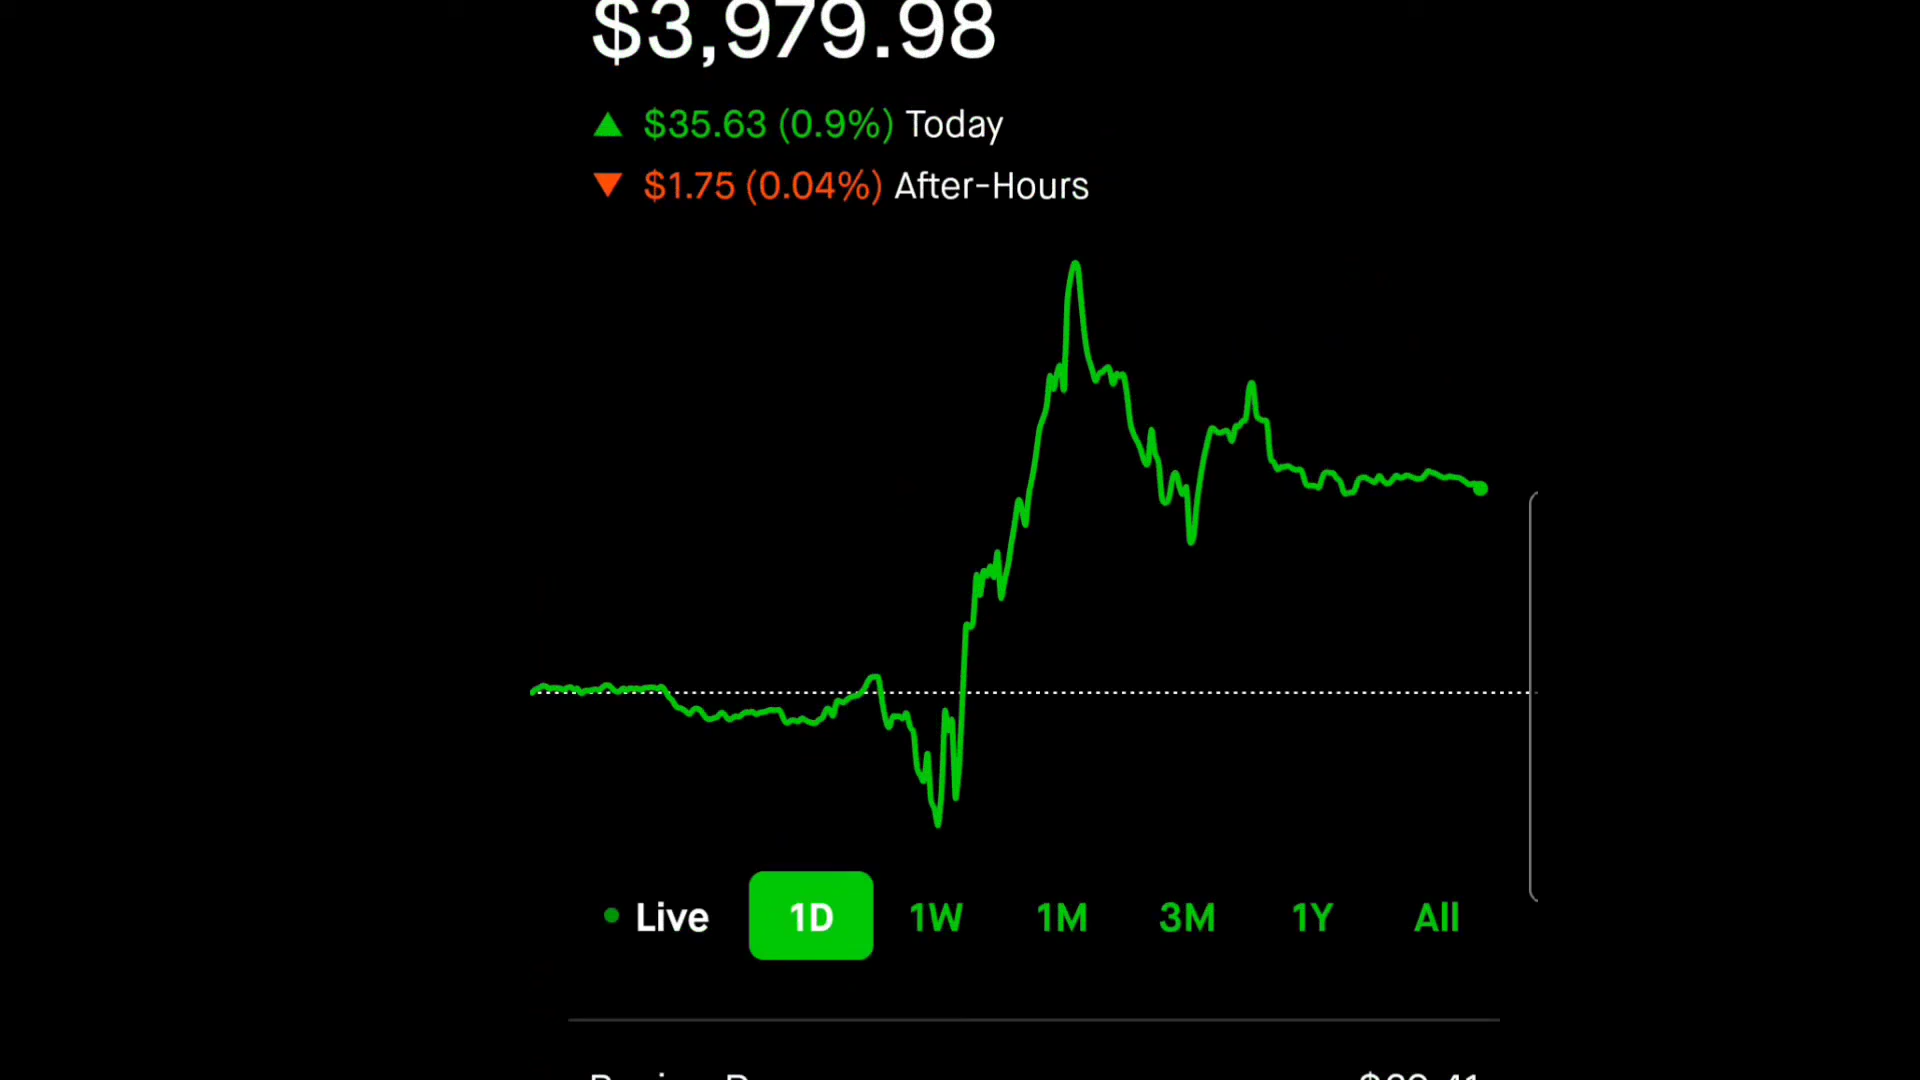 $3,979.98
▲ $35.63 (0.9%) Today
▼ $1.75 (0.04%) After-Hours
Live 1D 1W 1M 3M 1Y All